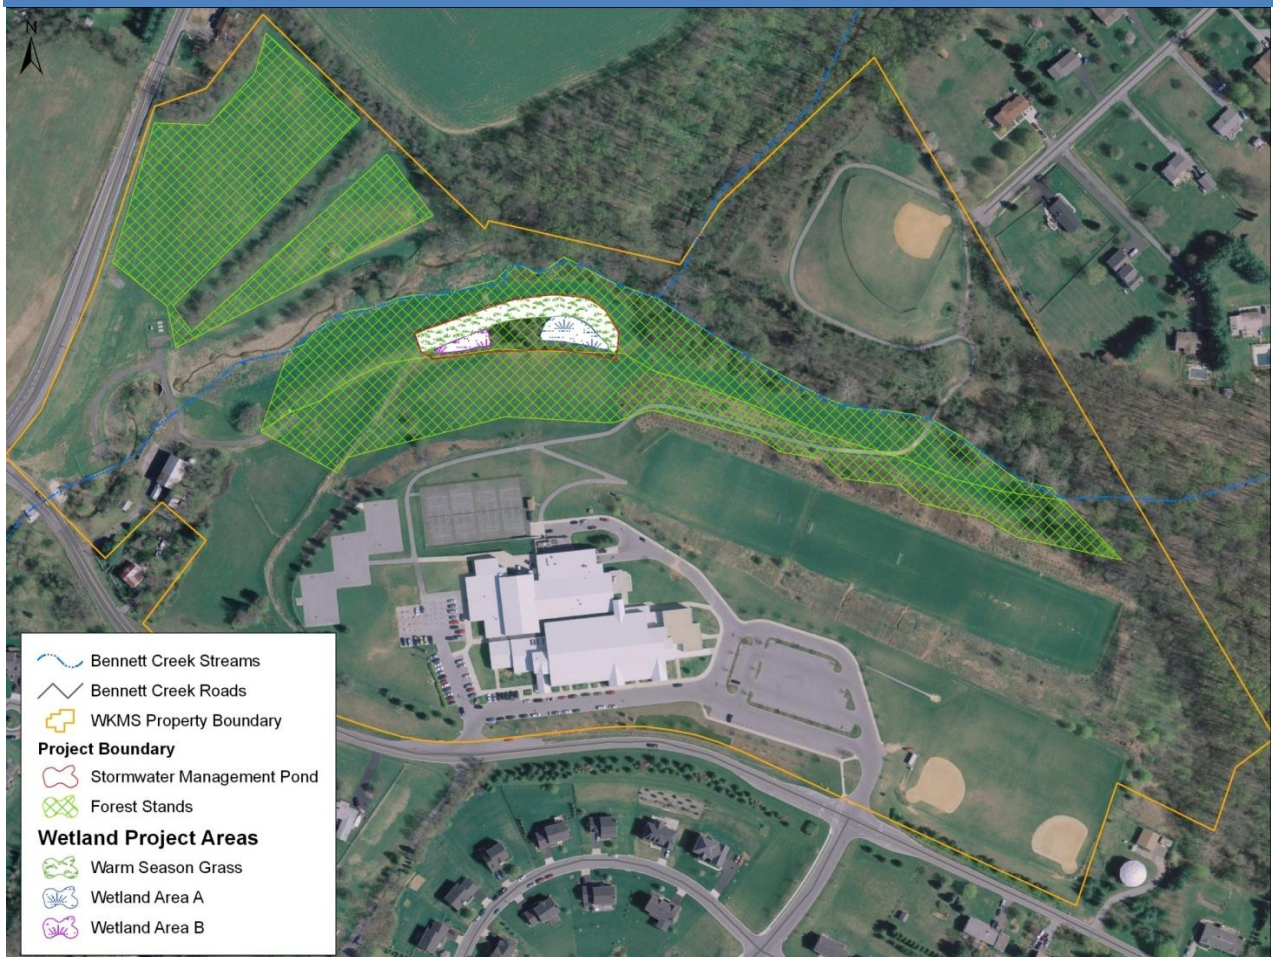 N
Bennett Creek Streams
Bennett Creek Roads
WKMS Property Boundary
Project Boundary
Stormwater Management Pond
Forest Stands
Wetland Project Areas
Warm Season Grass
Wetland Area A
Wetland Area B